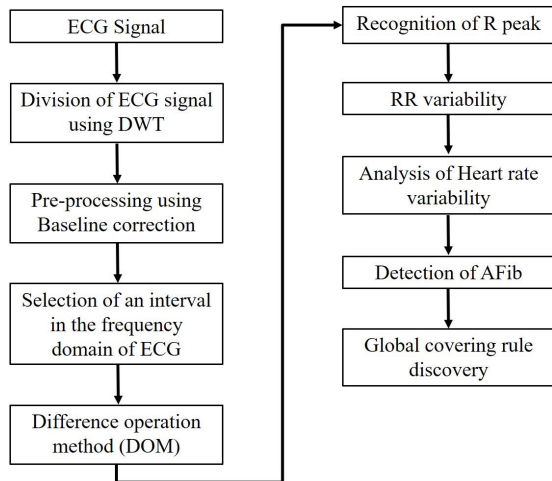 ECG Signal
Division of ECG signal
using DWT
Pre-processing using
Baseline correction
Selection of an interval
in the frequency
domain of ECG
Difference operation
method (DOM)
Recognition of R peak
RR variability
Analysis of Heart rate
variability
Detection of AFib
Global covering rule
discovery